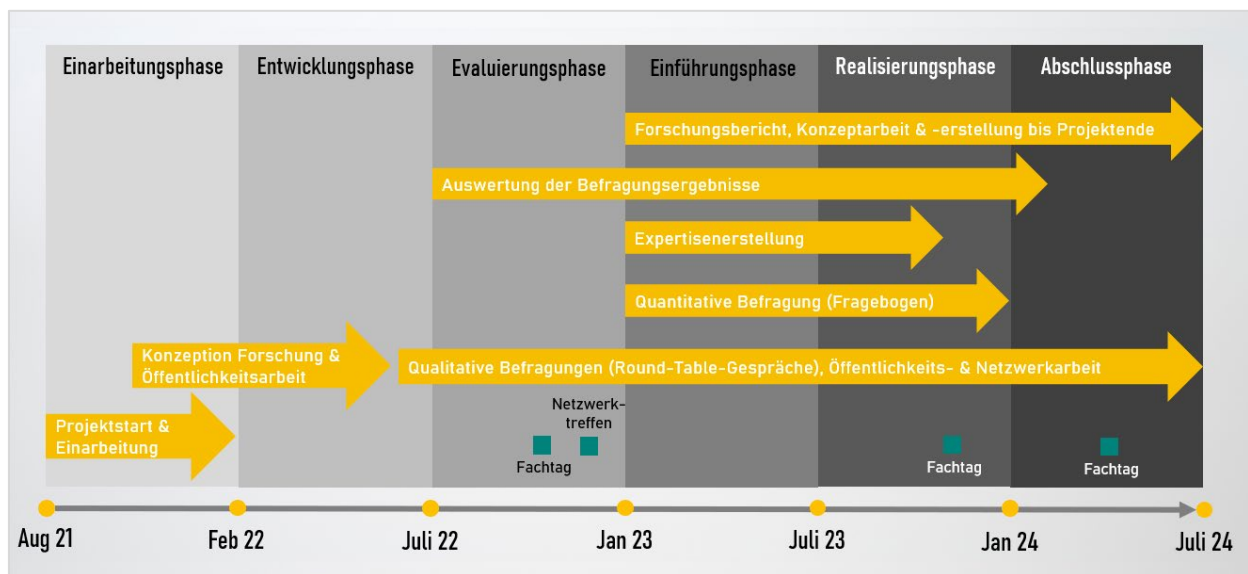 Einarbeitungsphase
Entwicklungsphase
Evaluierungsphase
Einführungsphase
Realisierungsphase
Abschlussphase
Forschungsbericht, Konzeptarbeit & -erstellung bis Projektende
Auswertung der Befragungsergebnisse
Expertisenerstellung
Quantitative Befragung (Fragebogen)
Konzeption Forschung &
Öffentlichkeitsarbeit
Qualitative Befragungen (Round-Table-Gespräche), Öffentlichkeits- & Netzwerkarbeit
Projektstart &
Einarbeitung
Netzwerk-
treffen
Fachtag
Fachtag
Fachtag
Aug 21
Feb 22
Juli 22
Jan 23
Juli 23
Jan 24
Juli 24